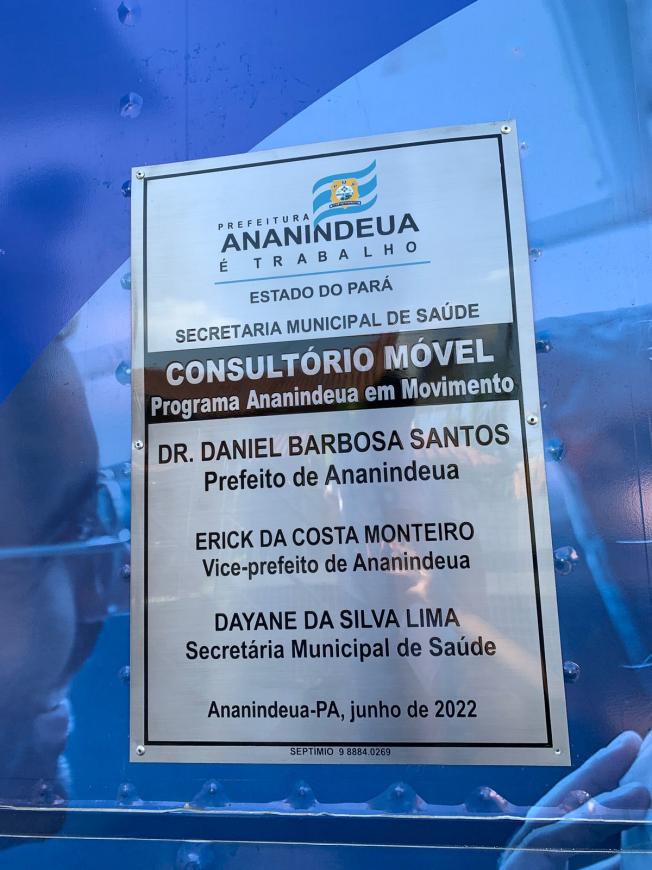 PREFEITURA
ANANINDEUA
É TRABALHO
ESTADO DO PARÁ
SECRETARIA MUNICIPAL DE SAÚDE
CONSULTÓRIO MÓVEL
Programa Ananindeua em Movimento
DR. DANIEL BARBOSA SANTOS
Prefeito de Ananindeua
ERICK DA COSTA MONTEIRO
Vice-prefeito de Ananindeua
DAYANE DA SILVA LIMA
Secretária Municipal de Saúde
Ananindeua-PA, junho de 2022
SEPTIMIO 9 8884.0269